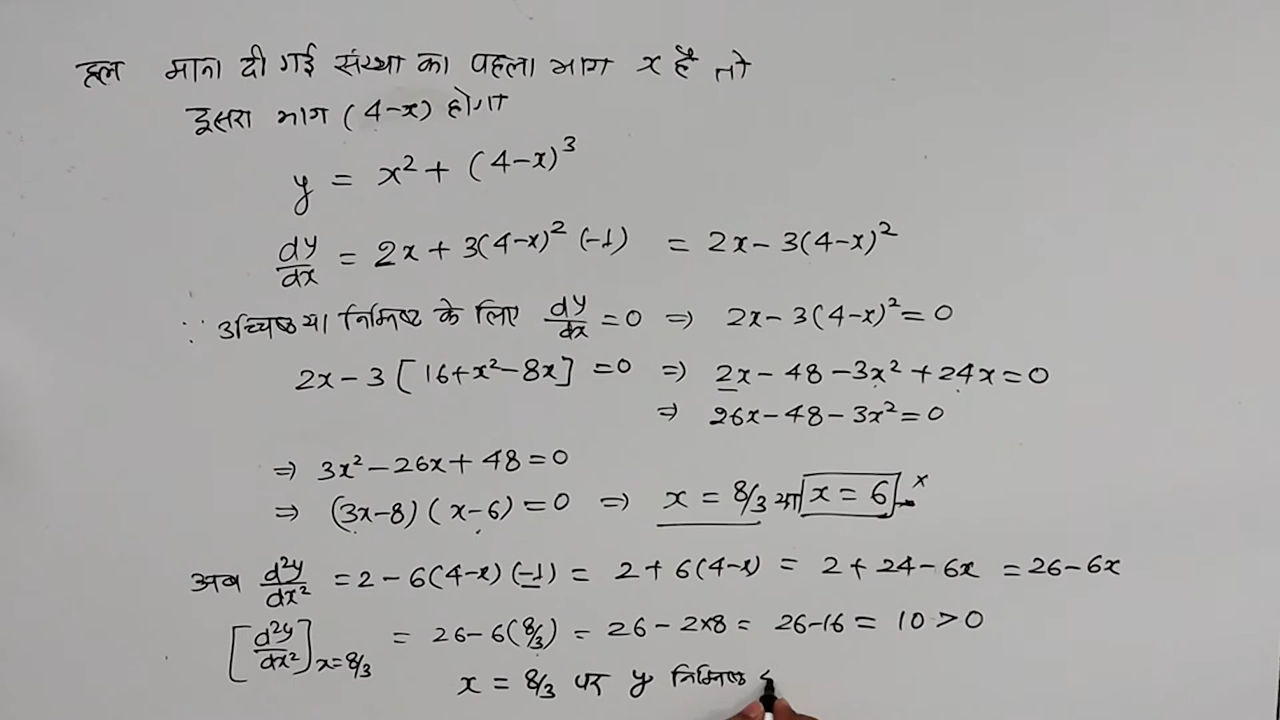 हल माना दी गई संख्या का पहला भाग x है तो
दूसरा भाग (4-x) होगा
y = x² + (4-x)³
dy/dx = 2x + 3(4-x)² (-1) = 2x - 3(4-x)²
∵ उच्चिष्ठ या निम्निष्ठ के लिए dy/dx = 0 ⇒ 2x - 3(4-x)² = 0
2x - 3[16+x²-8x] = 0 ⇒ 2x - 48 - 3x² + 24x = 0
⇒ 26x - 48 - 3x² = 0
⇒ 3x² - 26x + 48 = 0
⇒ (3x-8)(x-6) = 0 ⇒ x = 8/3 या x = 6 x
अब d²y/dx² = 2 - 6(4-x)(-1) = 2 + 6(4-x) = 2 + 24 - 6x = 26 - 6x
[d²y/dx²]x=8/3 = 26 - 6(8/3) = 26 - 2×8 = 26 - 16 = 10 > 0
x = 8/3 पर y निम्निष्ठ